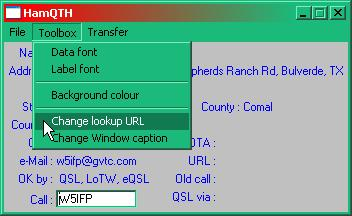 HamQTH
File Toolbox Transfer
Data font
Label font
Background colour
Change lookup URL
Change Window caption
Na
Addr pherds Ranch Rd, Bulverde, TX
St County : Comal
Coun
OTA :
e-Mail : w5ifp@gvtc.com URL :
OK by : QSL, LoTW, eQSL Old call :
Call : W5IFP QSL via :